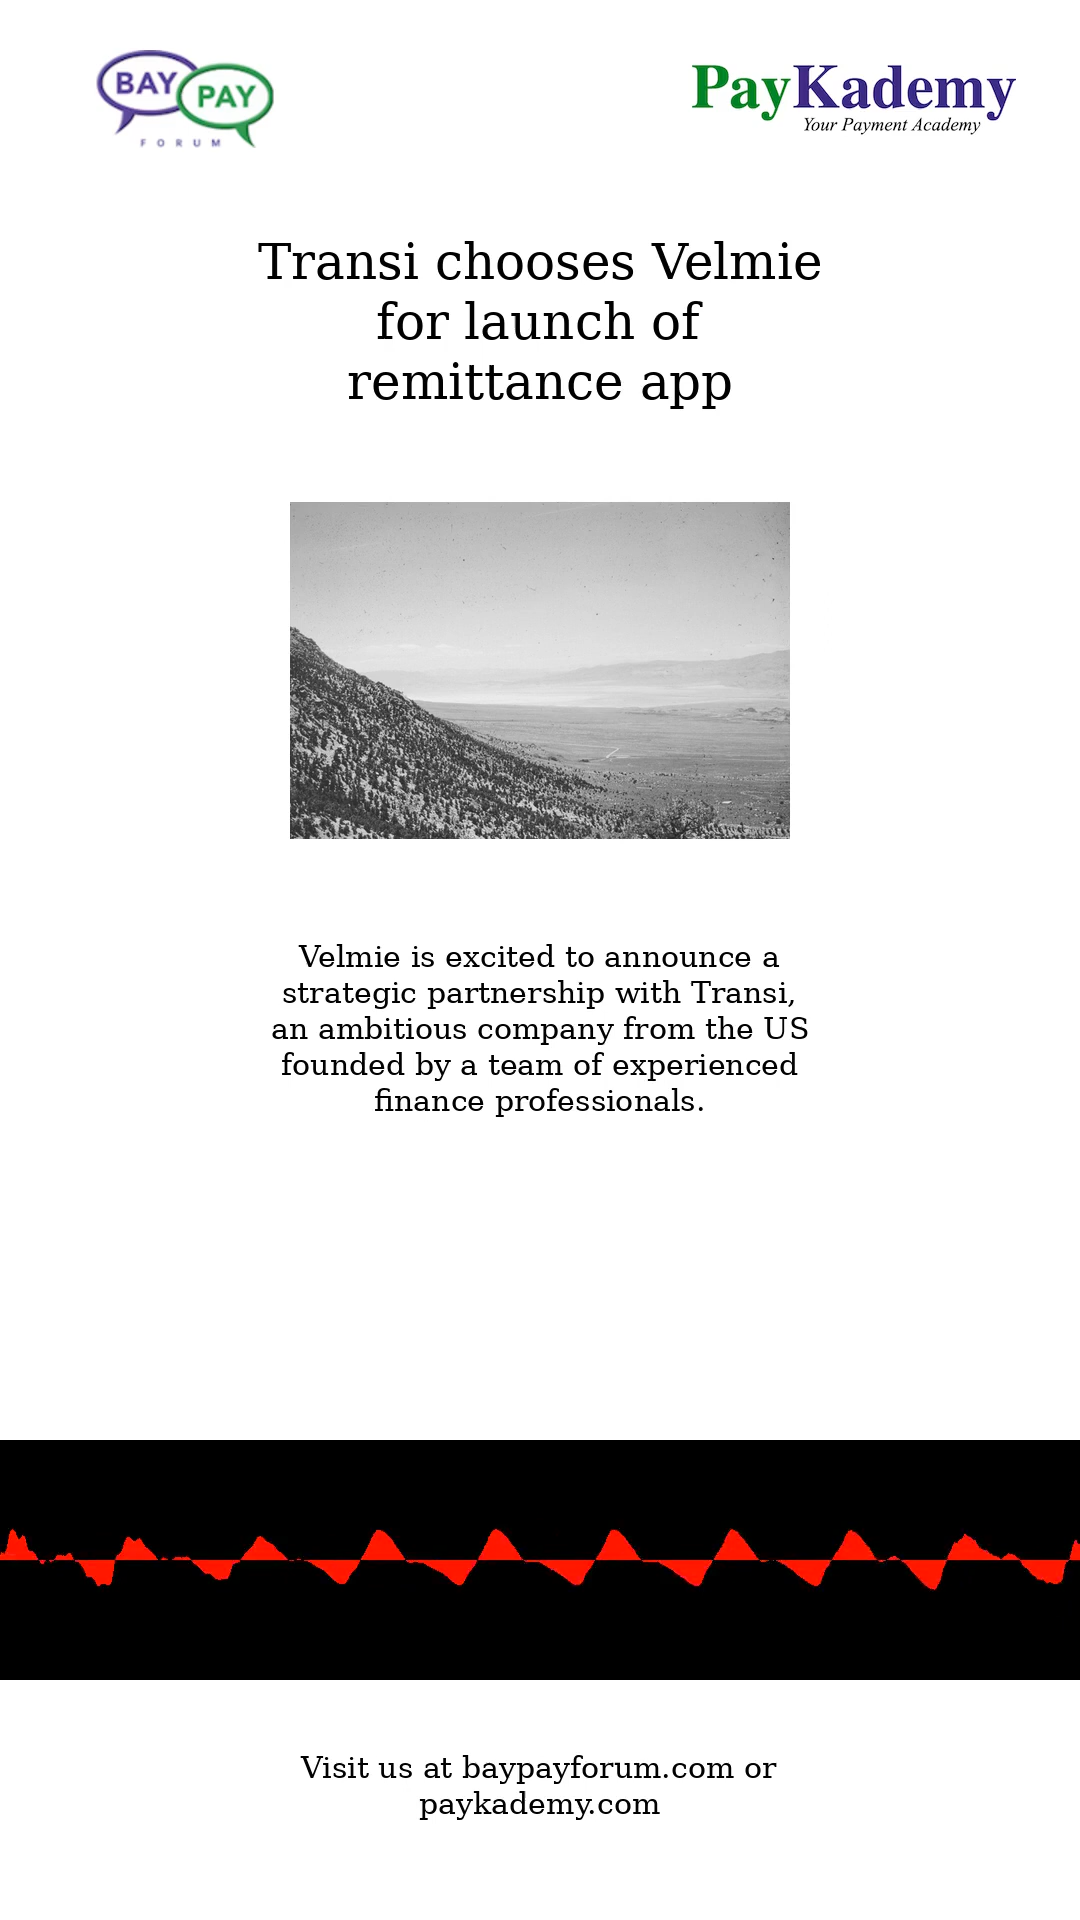 BAY PAY
FORUM
PayKademy
Your Payment Academy
Transi chooses Velmie
for launch of
remittance app
Velmie is excited to announce a
strategic partnership with Transi,
an ambitious company from the US
founded by a team of experienced
finance professionals.
Visit us at baypayforum.com or
paykademy.com